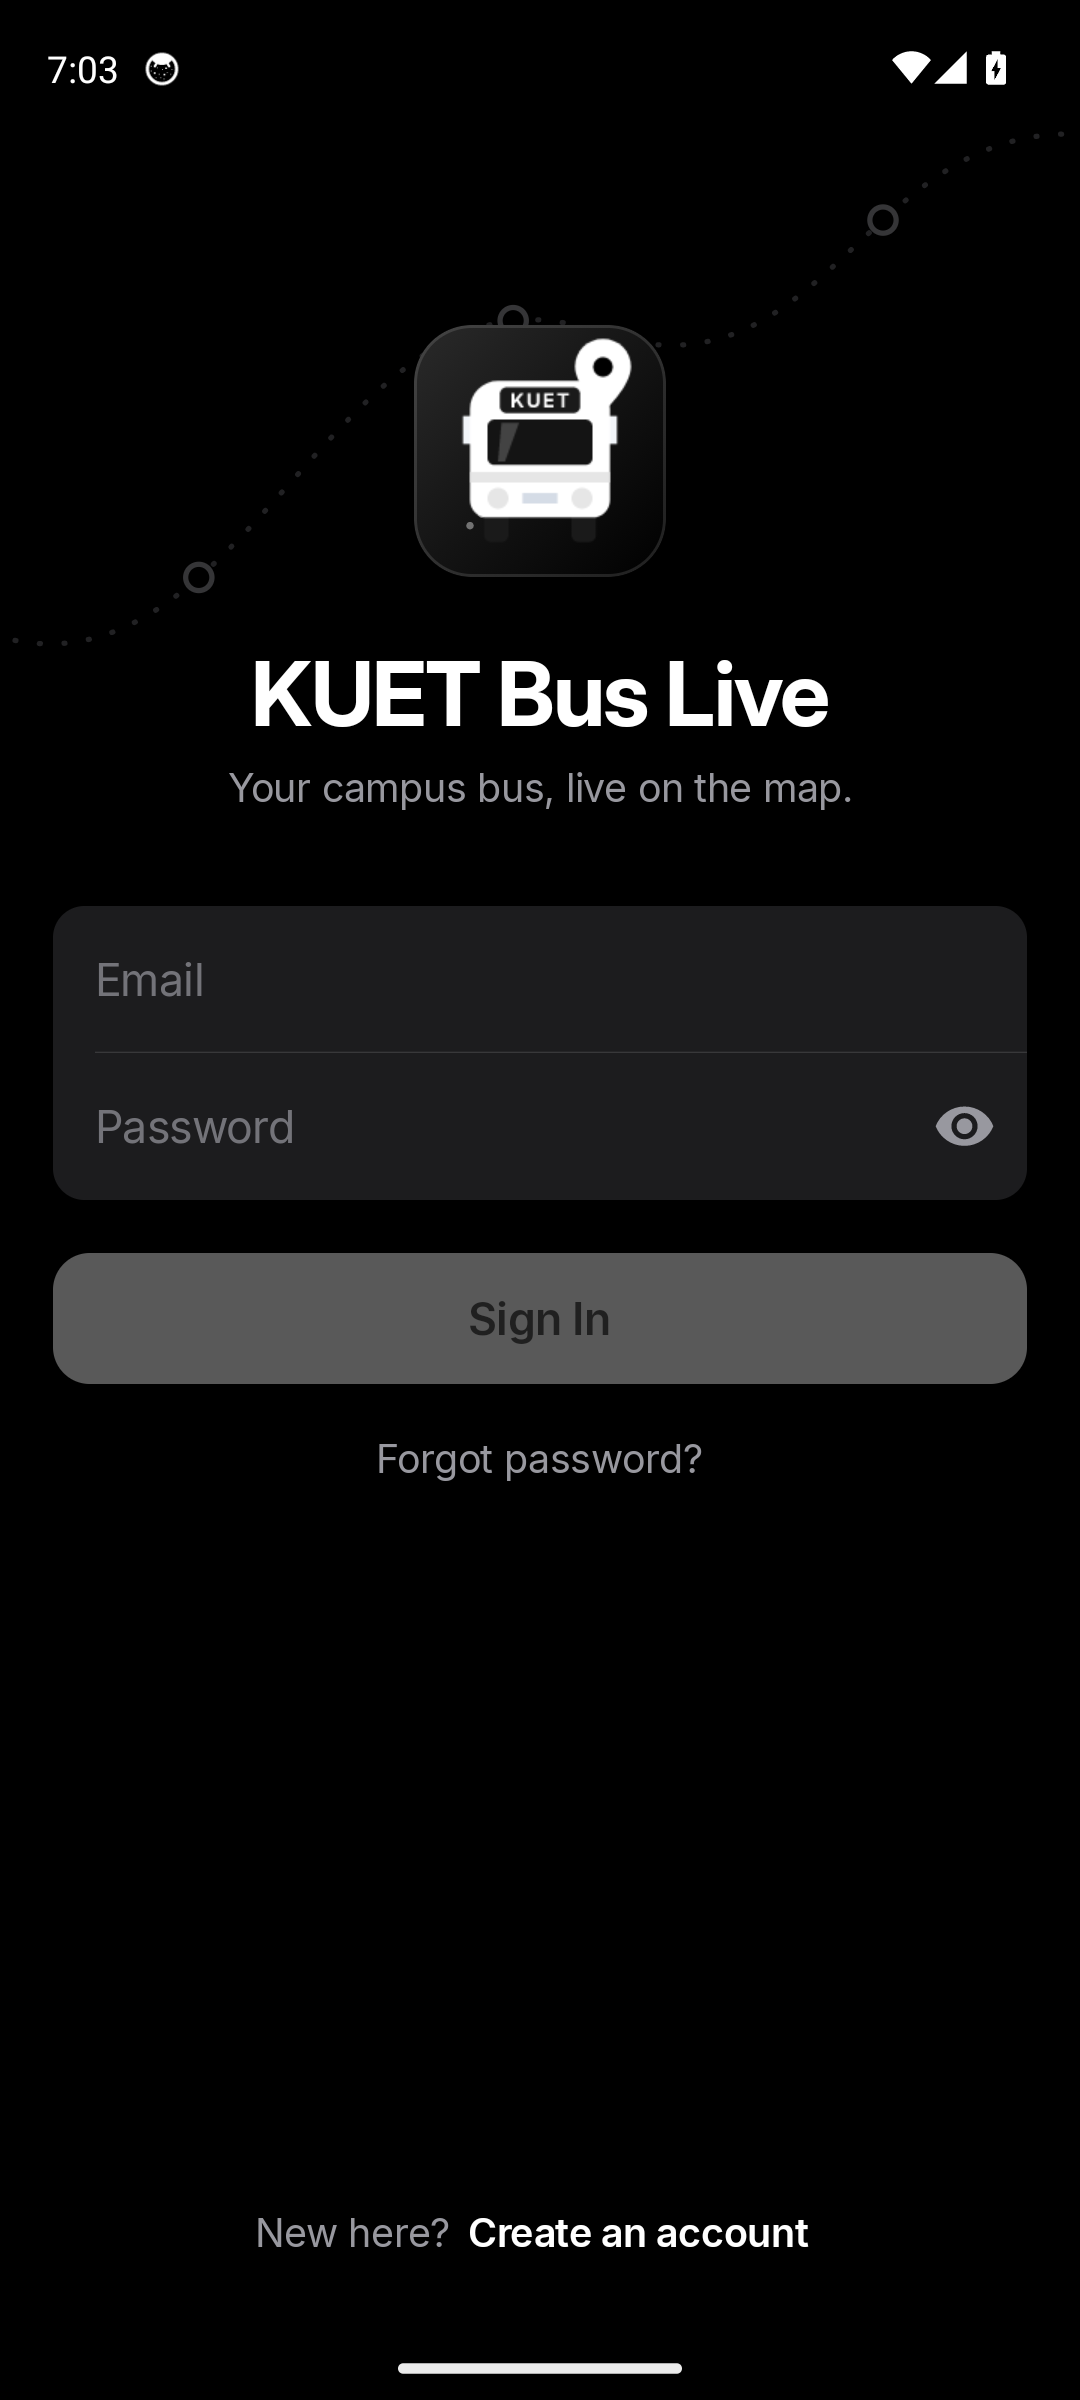 7:03
KUET
KUET Bus Live
Your campus bus, live on the map.
Email
Password
Sign In
Forgot password?
New here? Create an account